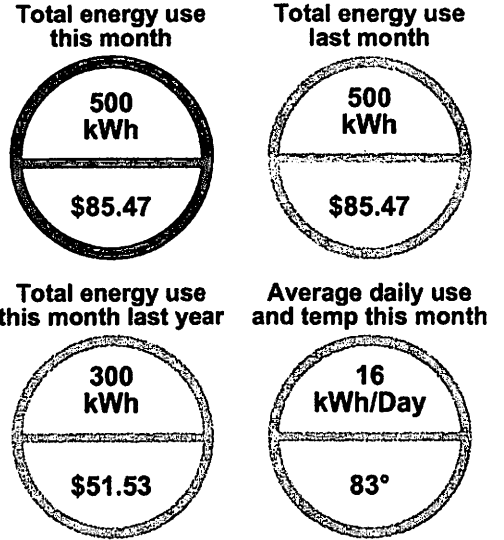 Total energy use
this month
500
kWh
$85.47
Total energy use
last month
500
kWh
$85.47
Total energy use
this month last year
300
kWh
$51.53
Average daily use
and temp this month
16
kWh/Day
83°